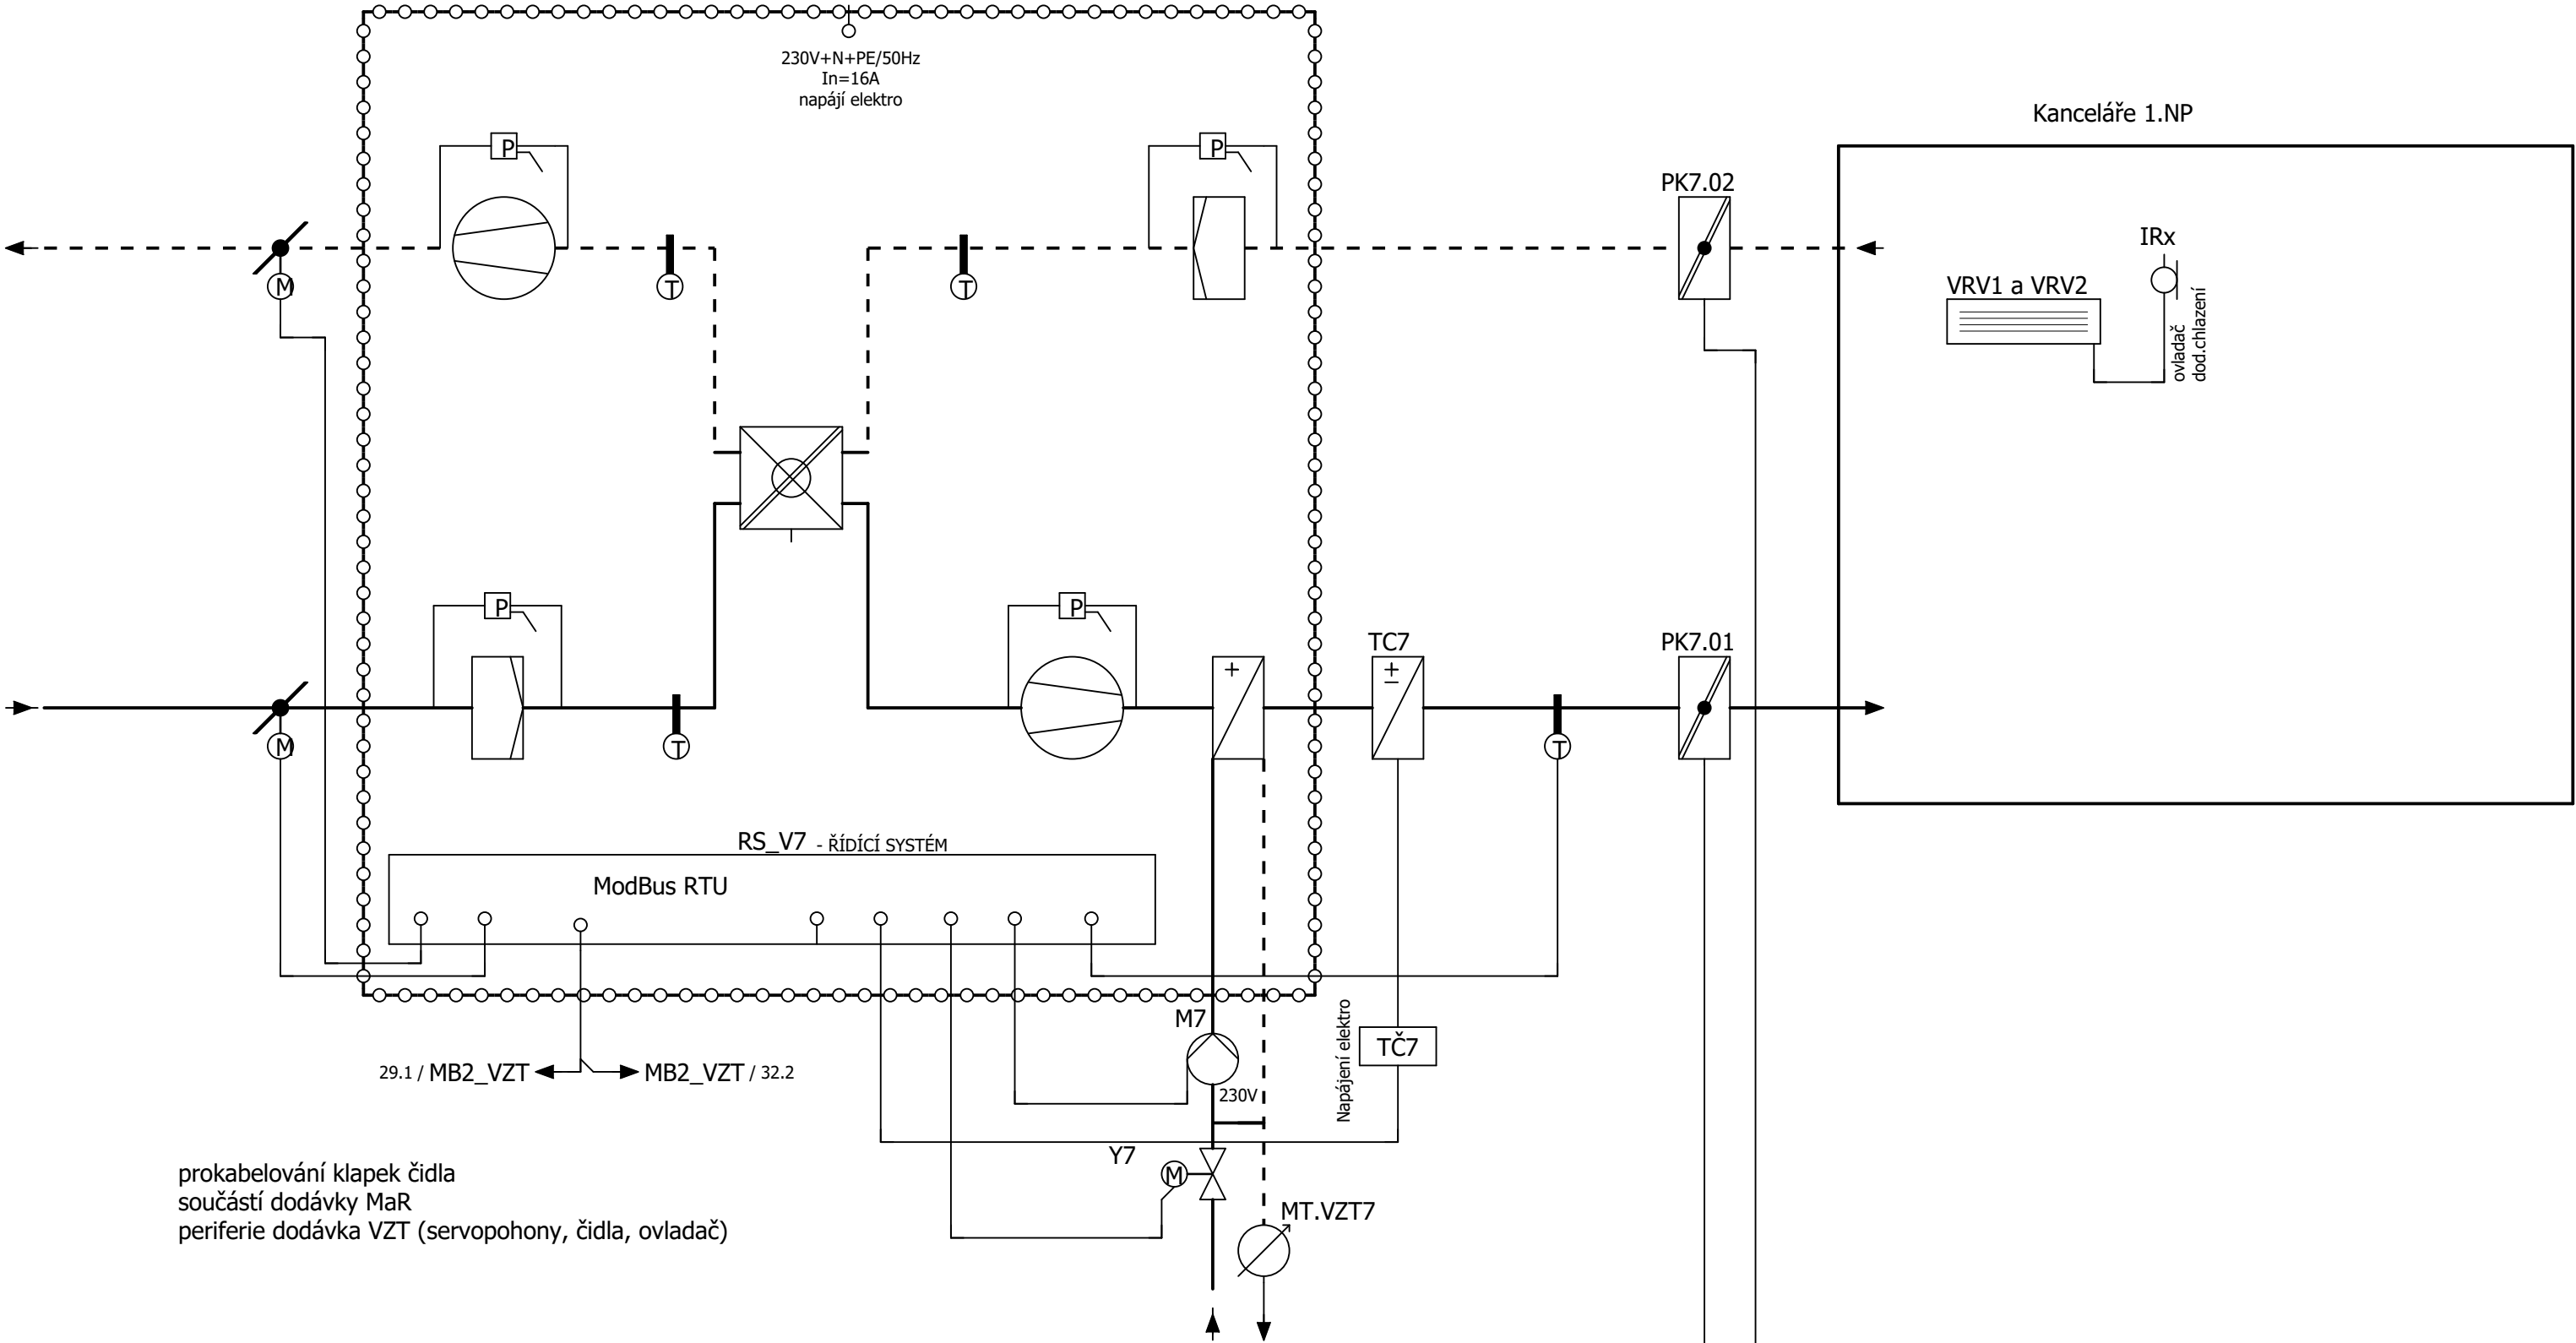 230V+N+PE/50Hz
In=16A
napájí elektro
Kanceláře 1.NP
P
P
PK7.02
IRx
M
T
T
VRV1 a VRV2
ovladač
dod.chlazení
P
P
TC7
PK7.01
+
±
M
T
T
RS_V7 - ŘÍDÍCÍ SYSTÉM
ModBus RTU
M7
Napájení elektro
TČ7
29.1 / MB2_VZT
MB2_VZT / 32.2
230V
Y7
M
prokabelování klapek čidla
součástí dodávky MaR
periferie dodávka VZT (servopohony, čidla, ovladač)
MT.VZT7